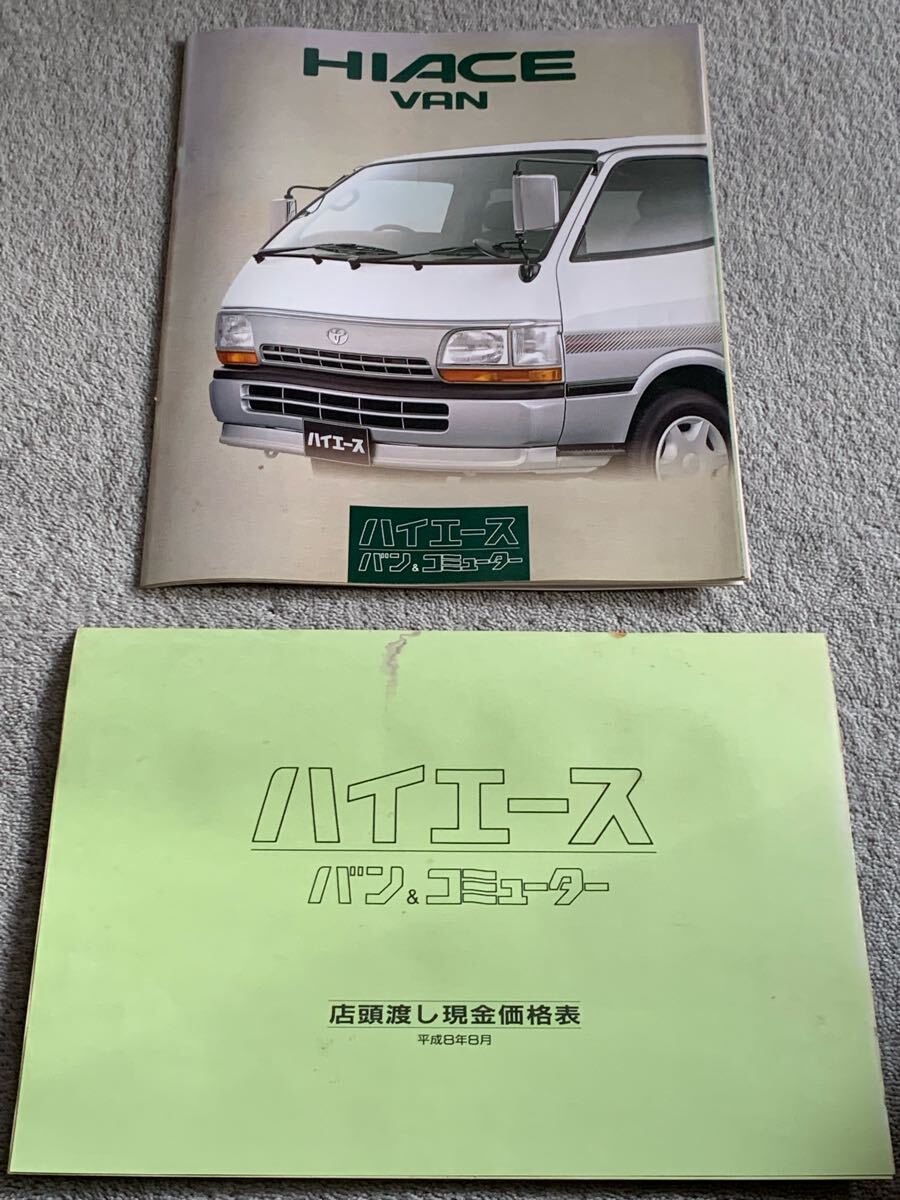 HIACE
VAN
ハイエース
ハイエース
バン&コミューター
ハイエース
バン&コミューター
店頭渡し現金価格表
平成8年8月